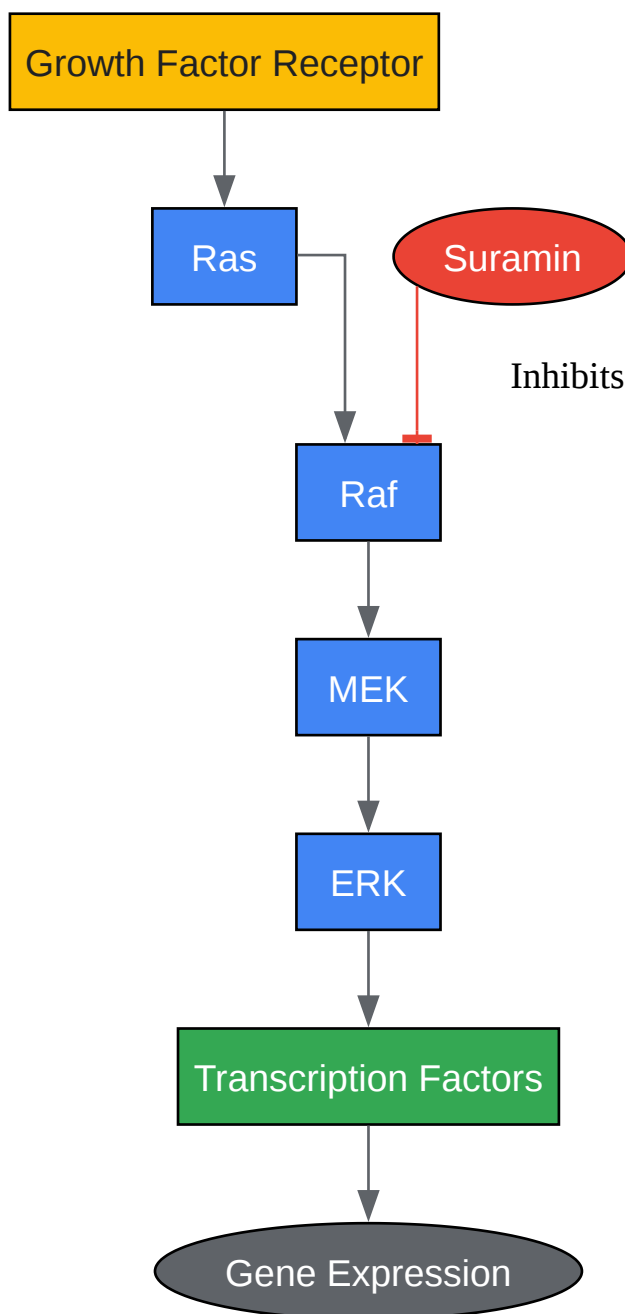 Growth Factor Receptor
Ras
Suramin
Inhibits
Raf
MEK
ERK
Transcription Factors
Gene Expression